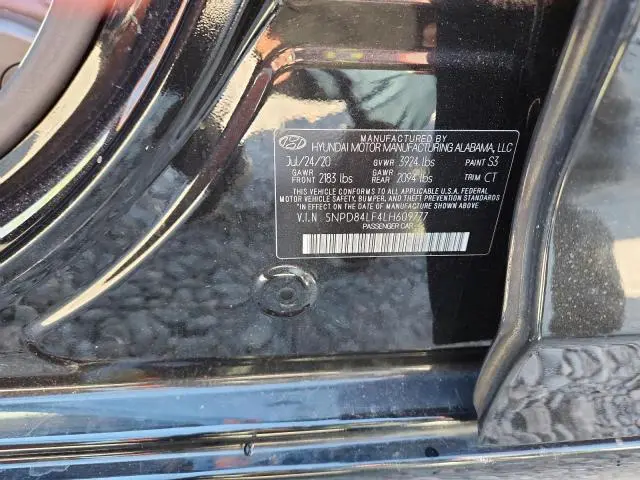 MANUFACTURED BY
HYUNDAI MOTOR MANUFACTURING ALABAMA, LLC
Jul/24/20 GVWR 3924 lbs PAINT S3
GAWR FRONT 2183 lbs GAWR REAR 2094 lbs TRIM CT
THIS VEHICLE CONFORMS TO ALL APPLICABLE U.S.A. FEDERAL
MOTOR VEHICLE SAFETY, BUMPER, AND THEFT PREVENTION STANDARDS
"IN EFFECT ON THE DATE OF MANUFACTURE SHOWN ABOVE."
V.I.N 5NPD84LF4LH609777
PASSENGER CAR